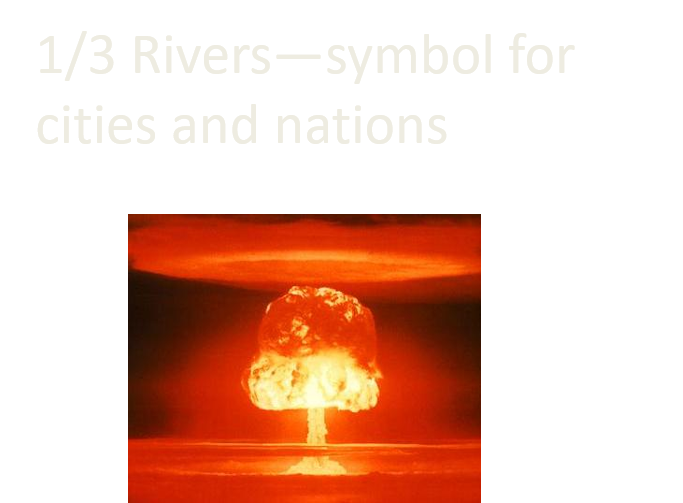 1/3 Rivers—symbol for
cities and nations